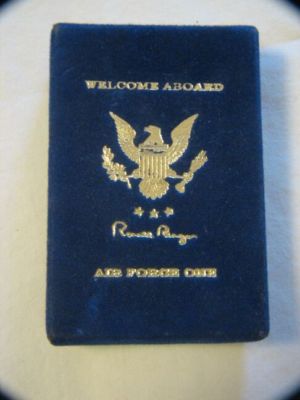 WELCOME ABOARD
Ronald Reagan
AIR FORCE ONE